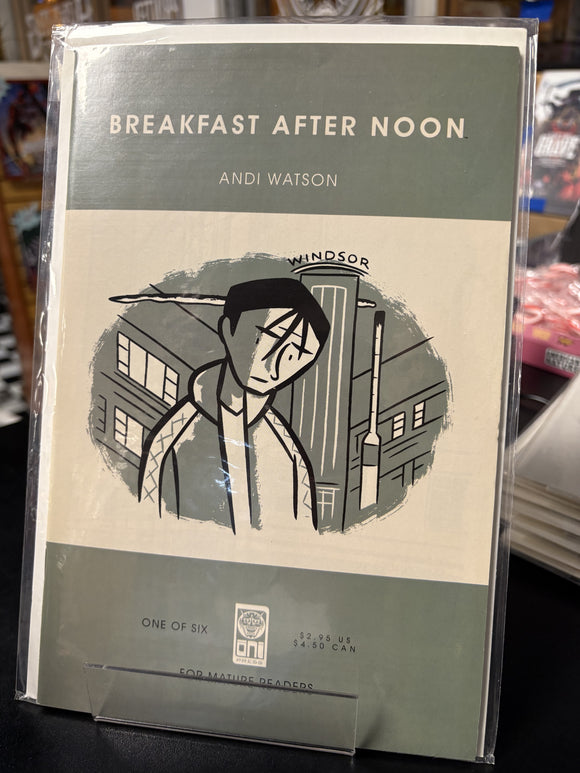 BREAKFAST AFTER NOON
ANDI WATSON
WINDSOR
ONE OF SIX
oni
PRESS
$2.95 US
$4.50 CAN
FOR MATURE READERS